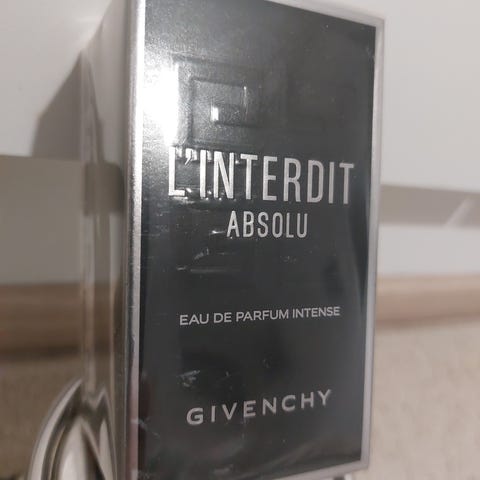 L'INTERDIT
ABSOLU
EAU DE PARFUM INTENSE
GIVENCHY